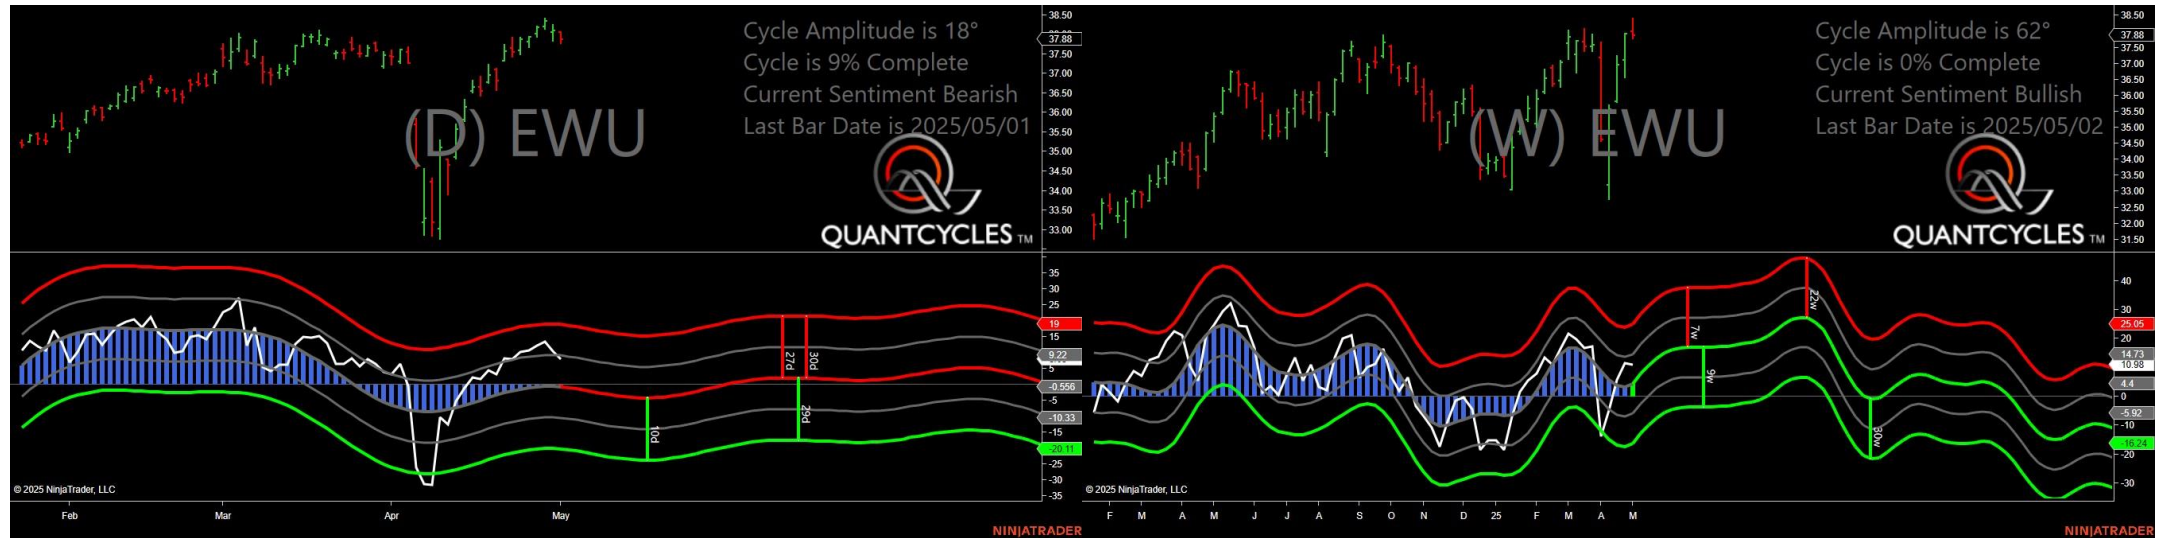 Cycle Amplitude is 18°
Cycle is 9% Complete
Current Sentiment Bearish
Last Bar Date is 2025/05/01
(D) EWU
QUANTCYCLES TM
38.50
37.88
37.50
37.00
36.50
36.00
35.50
35.00
34.50
34.00
33.50
33.00
35
30
25
19
15
9.22
5
-0.556
-5
-10.33
-15
-20.11
-25
-30
-35
10d
27d
30d
29d
© 2025 NinjaTrader, LLC
Feb Mar Apr May
NINJATRADER
Cycle Amplitude is 62°
Cycle is 0% Complete
Current Sentiment Bullish
Last Bar Date is 2025/05/02
(W) EWU
QUANTCYCLES TM
38.50
37.88
37.50
37.00
36.50
36.00
35.50
35.00
34.50
34.00
33.50
33.00
32.50
32.00
31.50
40
30
25.05
20
14.73
10.98
4.4
0
-5.92
-10
-16.24
-20
-30
7w
9w
22w
30w
© 2025 NinjaTrader, LLC
F M A M J J A S O N D 25 F M A M
NINJATRADER